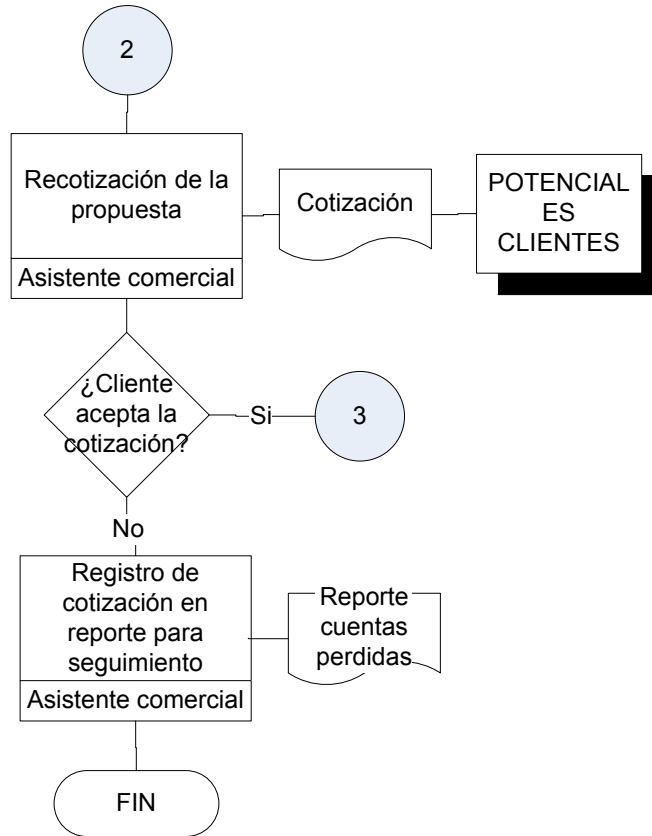 2
Recotización de la
propuesta
Asistente comercial
Cotización
POTENCIAL
ES
CLIENTES
¿Cliente
acepta la
cotización?
Si
3
No
Registro de
cotización en
reporte para
seguimiento
Asistente comercial
Reporte
cuentas
perdidas
FIN